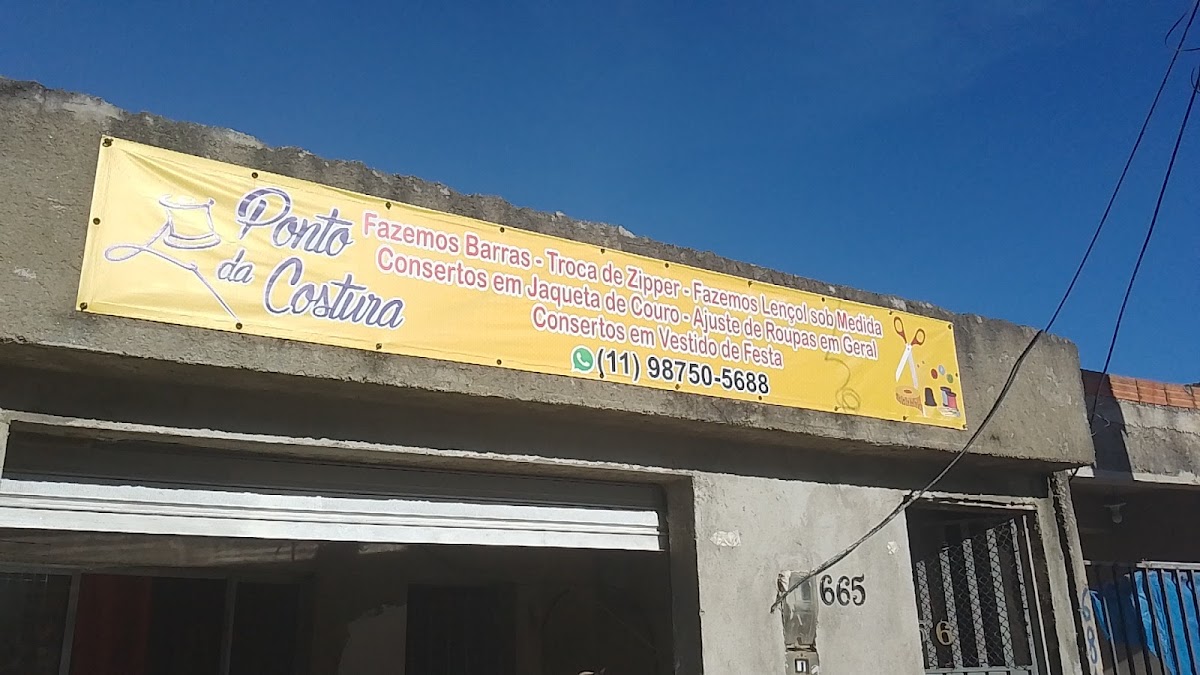 Ponto
da Costura
Fazemos Barras - Troca de Zipper - Fazemos Lençol sob Medida
Consertos em Jaqueta de Couro - Ajuste de Roupas em Geral
Consertos em Vestido de Festa
(11) 98750-5688
665